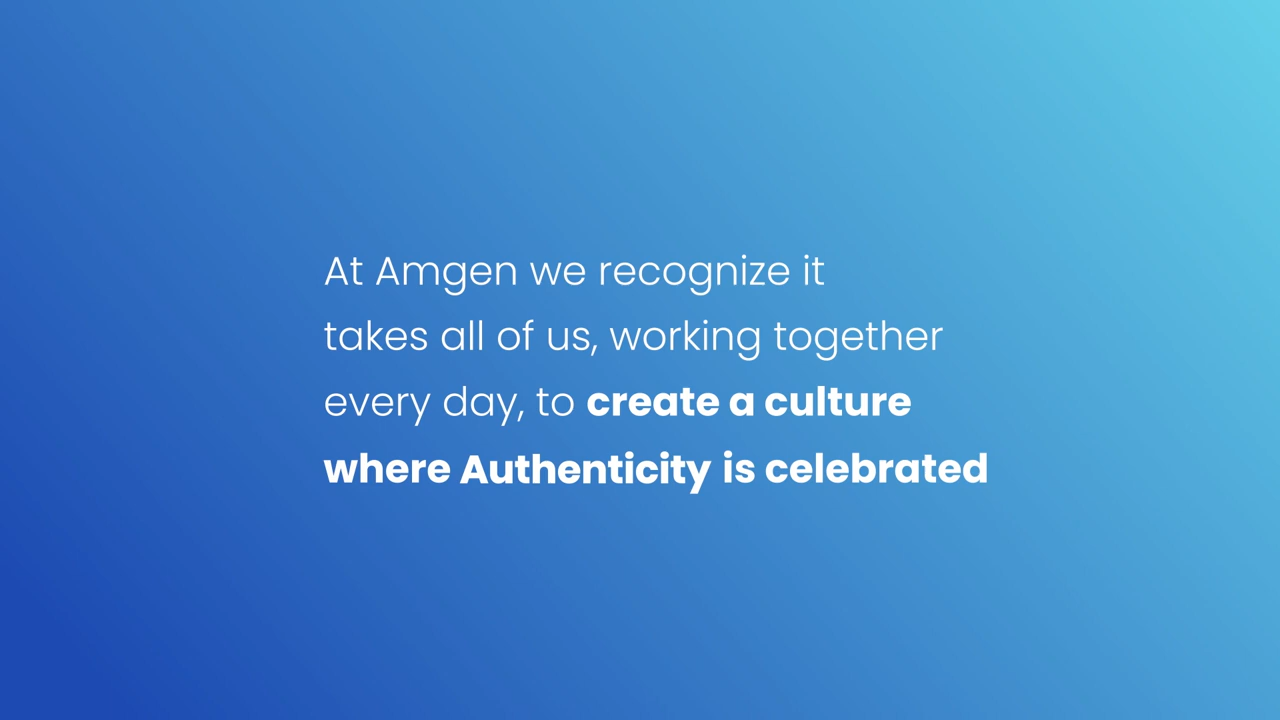 At Amgen we recognize it
takes all of us, working together
every day, to create a culture
where Authenticity is celebrated